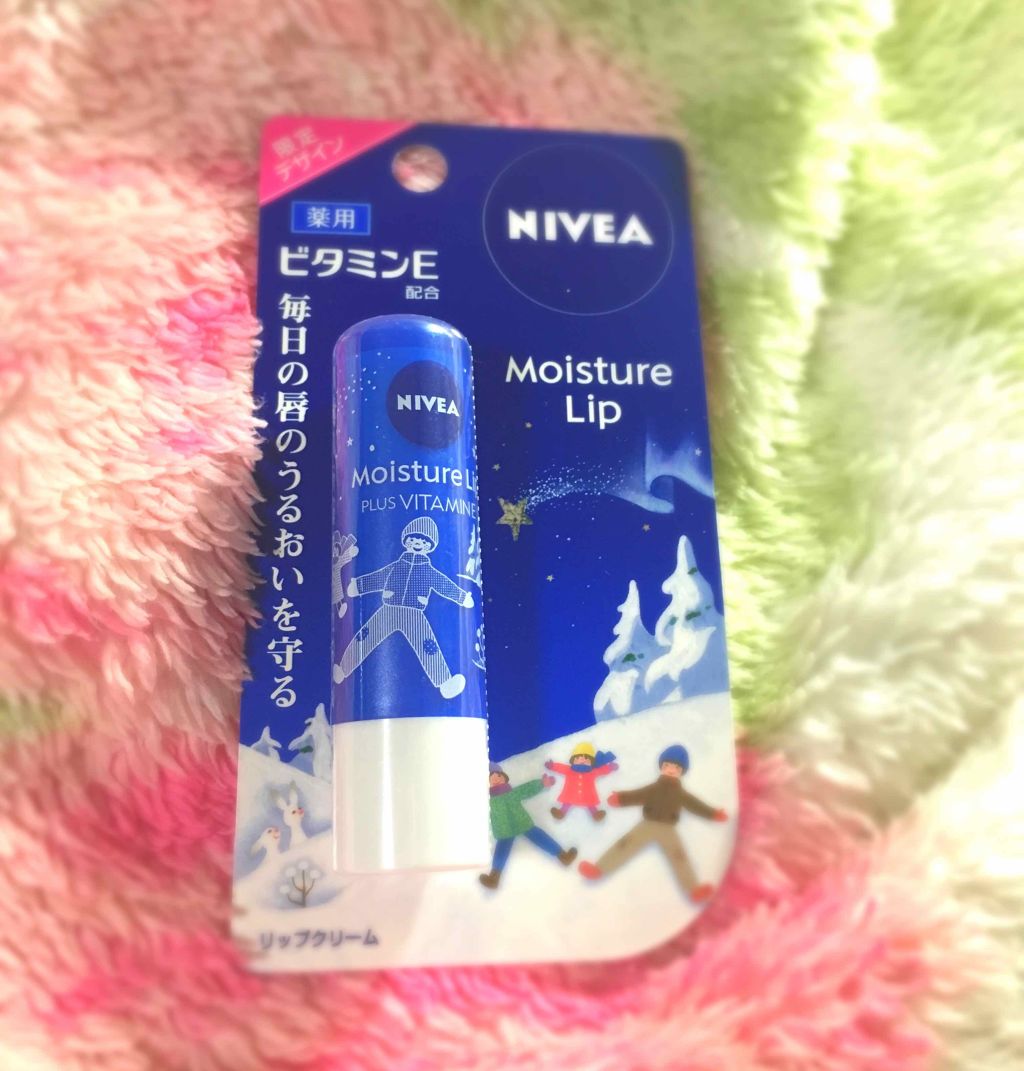 限定
デザイン
薬用
ビタミンE
配合
毎日の唇のうるおいを守る
NIVEA
Moisture
Lip
NIVEA
Moisture Li
PLUS VITAMIN E
リップクリーム